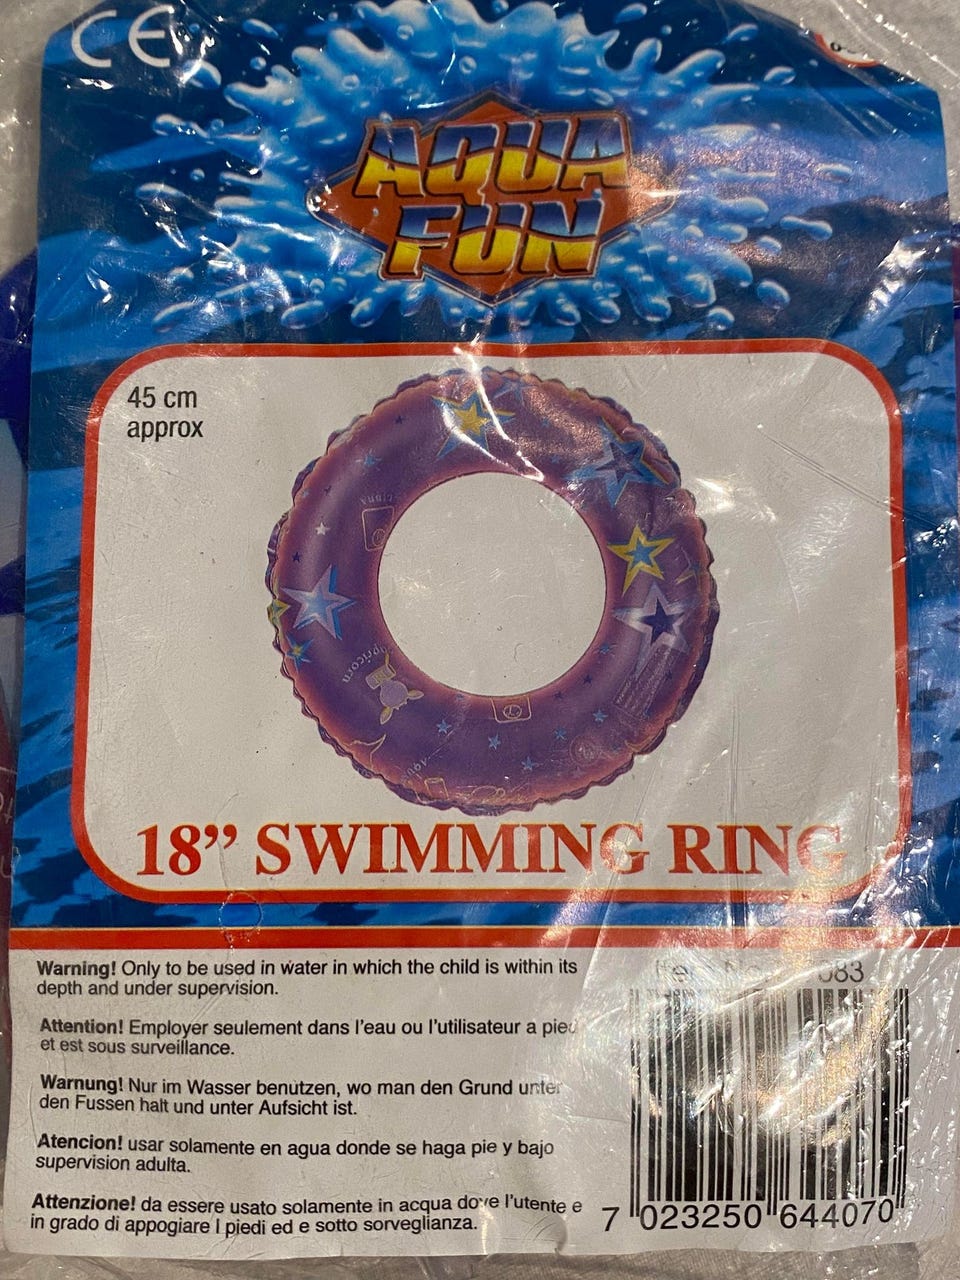 CE
AQUA
FUN
45 cm
approx
18” SWIMMING RING
Warning! Only to be used in water in which the child is within its
depth and under supervision.
Attention! Employer seulement dans l'eau ou l'utilisateur a pied
et est sous surveillance.
Warnung! Nur im Wasser benutzen, wo man den Grund unter
den Fussen halt und unter Aufsicht ist.
Atencion! usar solamente en agua donde se haga pie y bajo
supervision adulta.
Attenzione! da essere usato solamente in acqua dove l'utente e
in grado di appogiare I piedi ed e sotto sorveglianza.
7 023250 644070